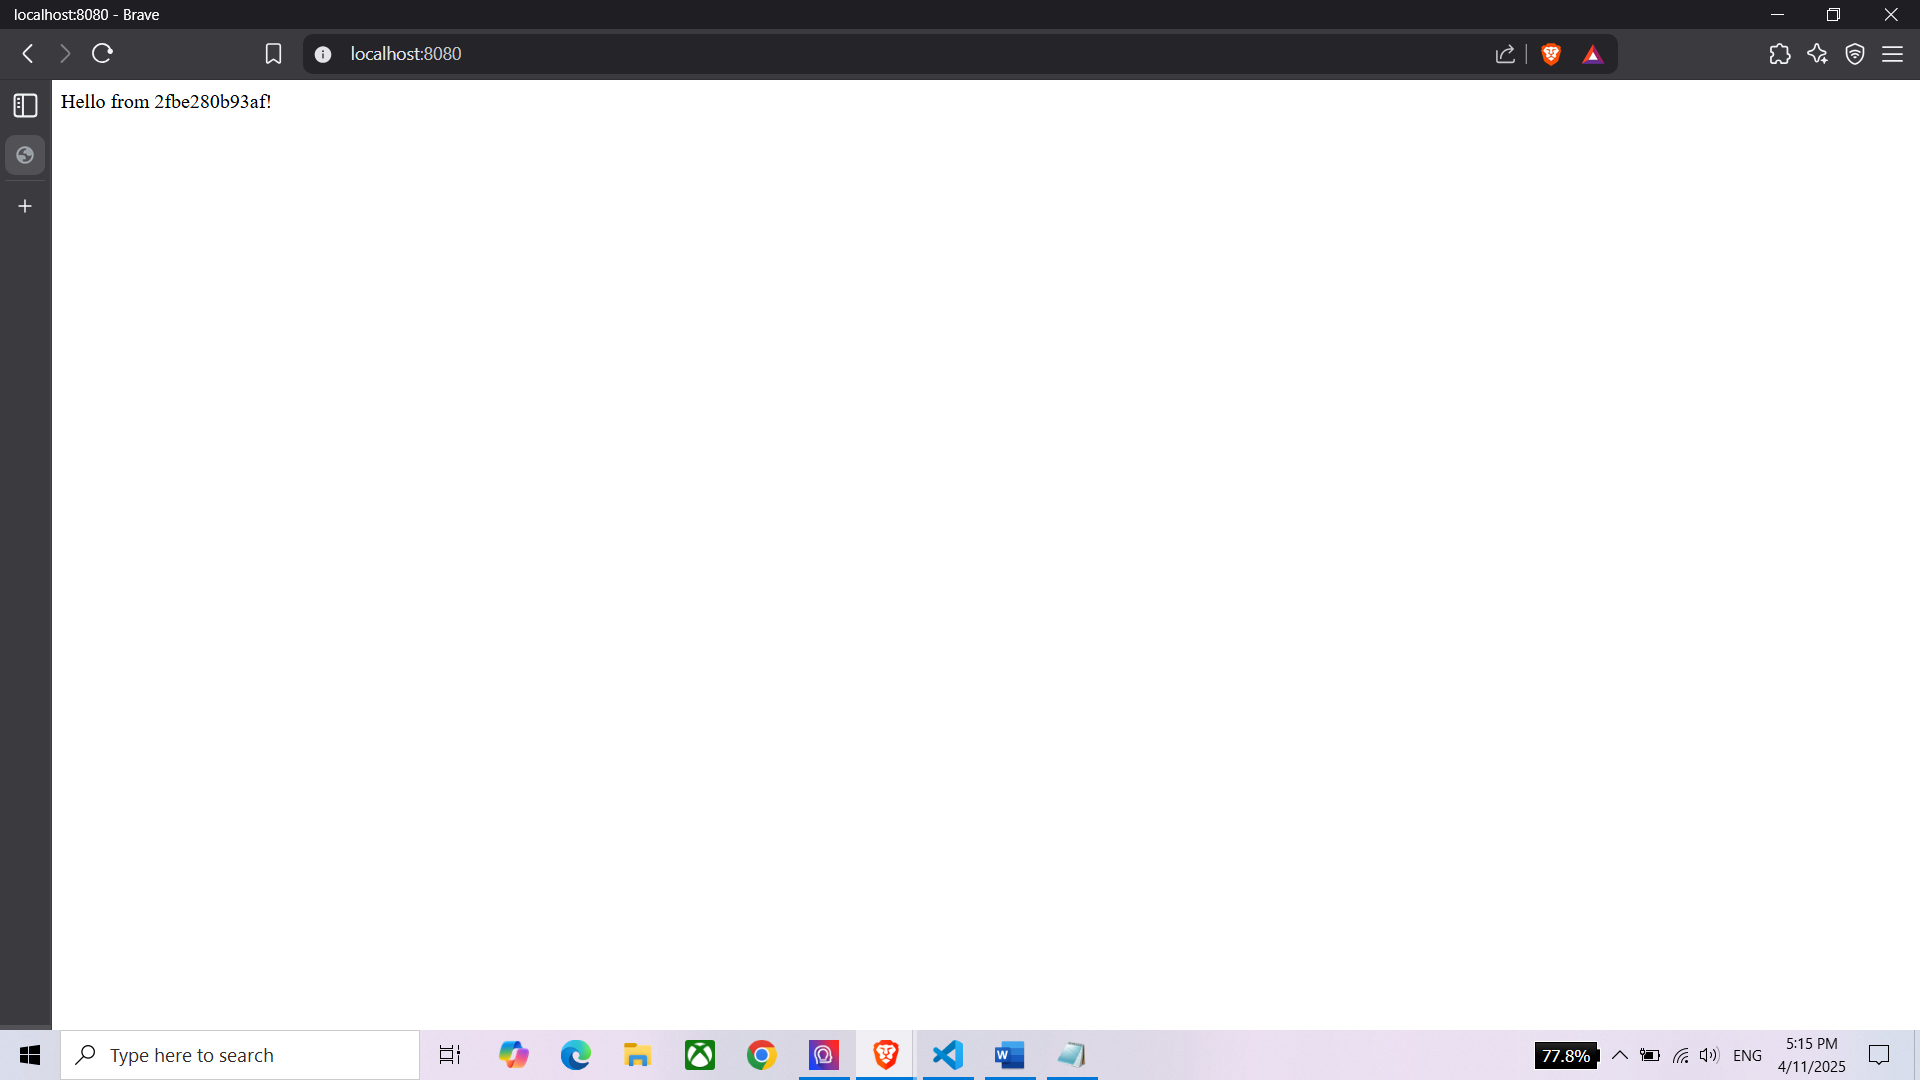 localhost:8080 - Brave
localhost:8080
Hello from 2fbe280b93af!
Type here to search
77.8%
ENG
5:15 PM
4/11/2025